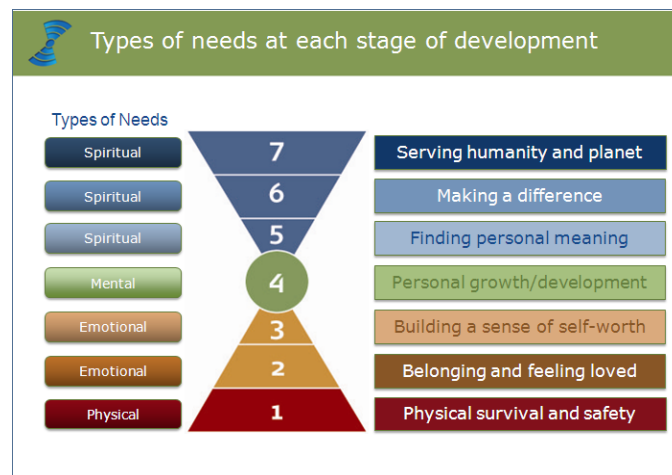 Types of needs at each stage of development
Types of Needs
Spiritual 7 Serving humanity and planet
Spiritual 6 Making a difference
Spiritual 5 Finding personal meaning
Mental 4 Personal growth/development
Emotional 3 Building a sense of self-worth
Emotional 2 Belonging and feeling loved
Physical 1 Physical survival and safety